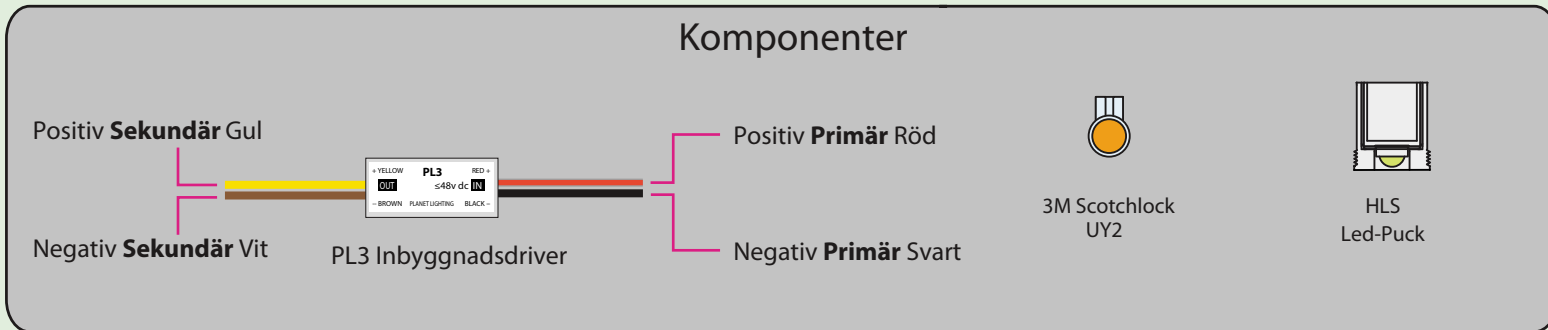 Komponenter
Positiv Sekundär Gul
Negativ Sekundär Vit
+ YELLOW PL3 RED +
OUT ≤48v dc IN
– BROWN PLANET LIGHTING BLACK –
PL3 Inbyggnadsdriver
Positiv Primär Röd
Negativ Primär Svart
3M Scotchlock
UY2
HLS
Led-Puck